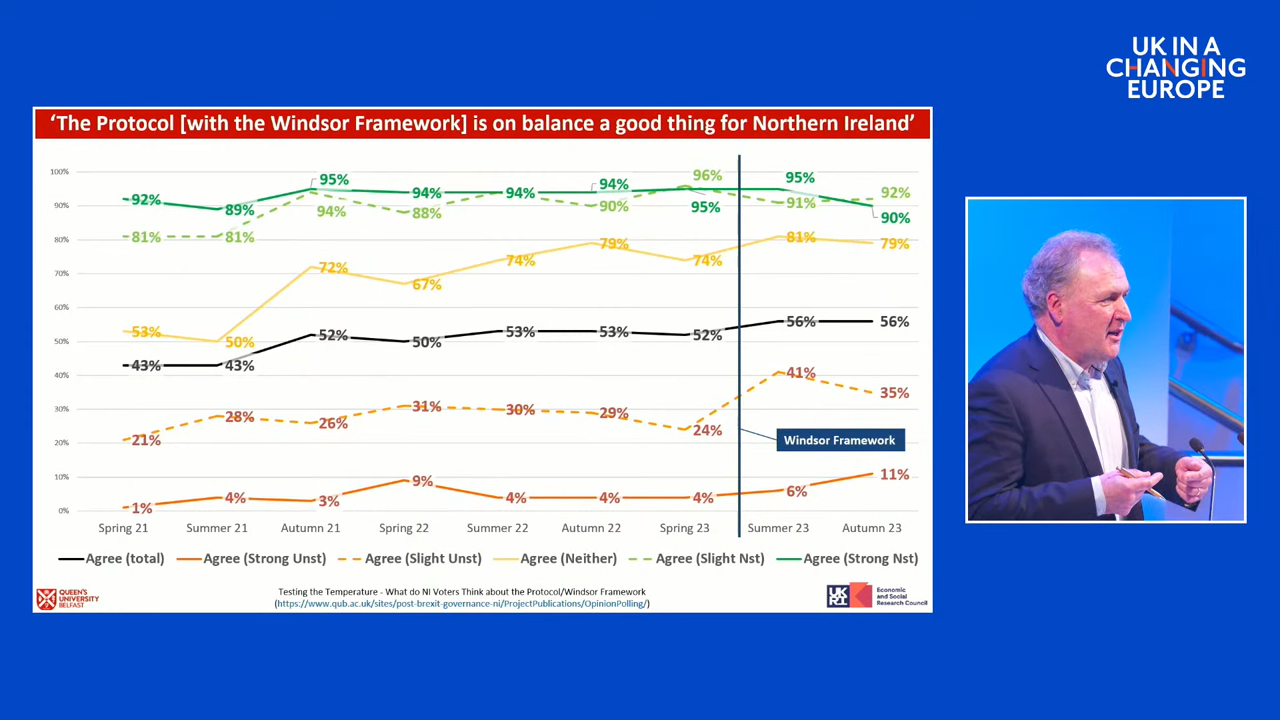 UK IN A
CHANGING
EUROPE
‘The Protocol [with the Windsor Framework] is on balance a good thing for Northern Ireland’
100%
90%
80%
70%
60%
50%
40%
30%
20%
10%
0%
92% 89% 95% 94% 94% 94% 95% 95% 90%
81% 81% 94% 88% 90% 96% 91% 92%
53% 50% 72% 67% 74% 79% 74% 81% 79%
43% 43% 52% 50% 53% 53% 52% 56% 56%
21% 28% 26% 31% 30% 29% 24% 41% 35%
1% 4% 3% 9% 4% 4% 4% 6% 11%
Windsor Framework
Spring 21 Summer 21 Autumn 21 Spring 22 Summer 22 Autumn 22 Spring 23 Summer 23 Autumn 23
Agree (total) Agree (Strong Unst) Agree (Slight Unst) Agree (Neither) Agree (Slight Nst) Agree (Strong Nst)
QUEEN'S
UNIVERSITY
BELFAST
Testing the Temperature - What do NI Voters Think about the Protocol/Windsor Framework
(https://www.qub.ac.uk/sites/post-brexit-governance-ni/ProjectPublications/OpinionPolling/)
UK
RI
Economic
and Social
Research Council